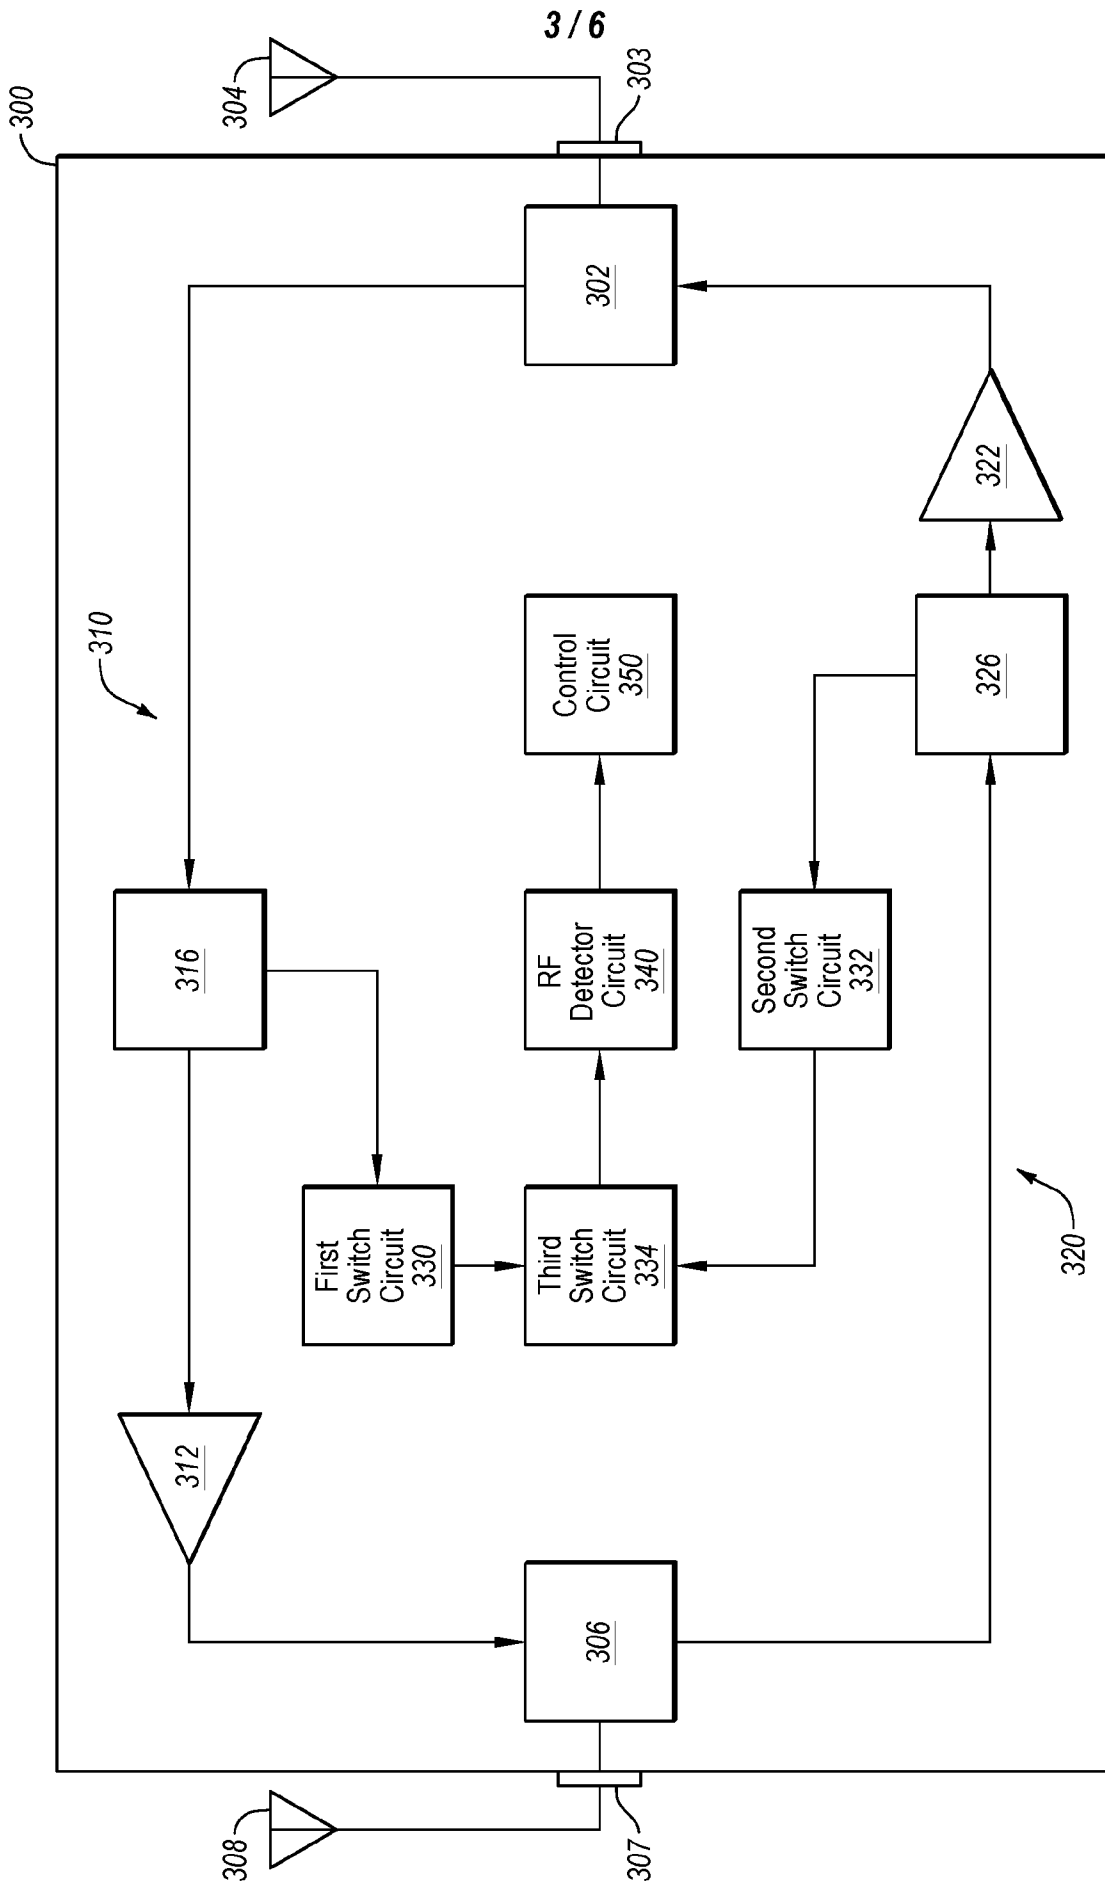 3 / 6
300
304
303
302
310
316
312
First
Switch
Circuit
330
Third
Switch
Circuit
334
RF
Detector
Circuit
340
Control
Circuit
350
Second
Switch
Circuit
332
322
326
320
306
308
307